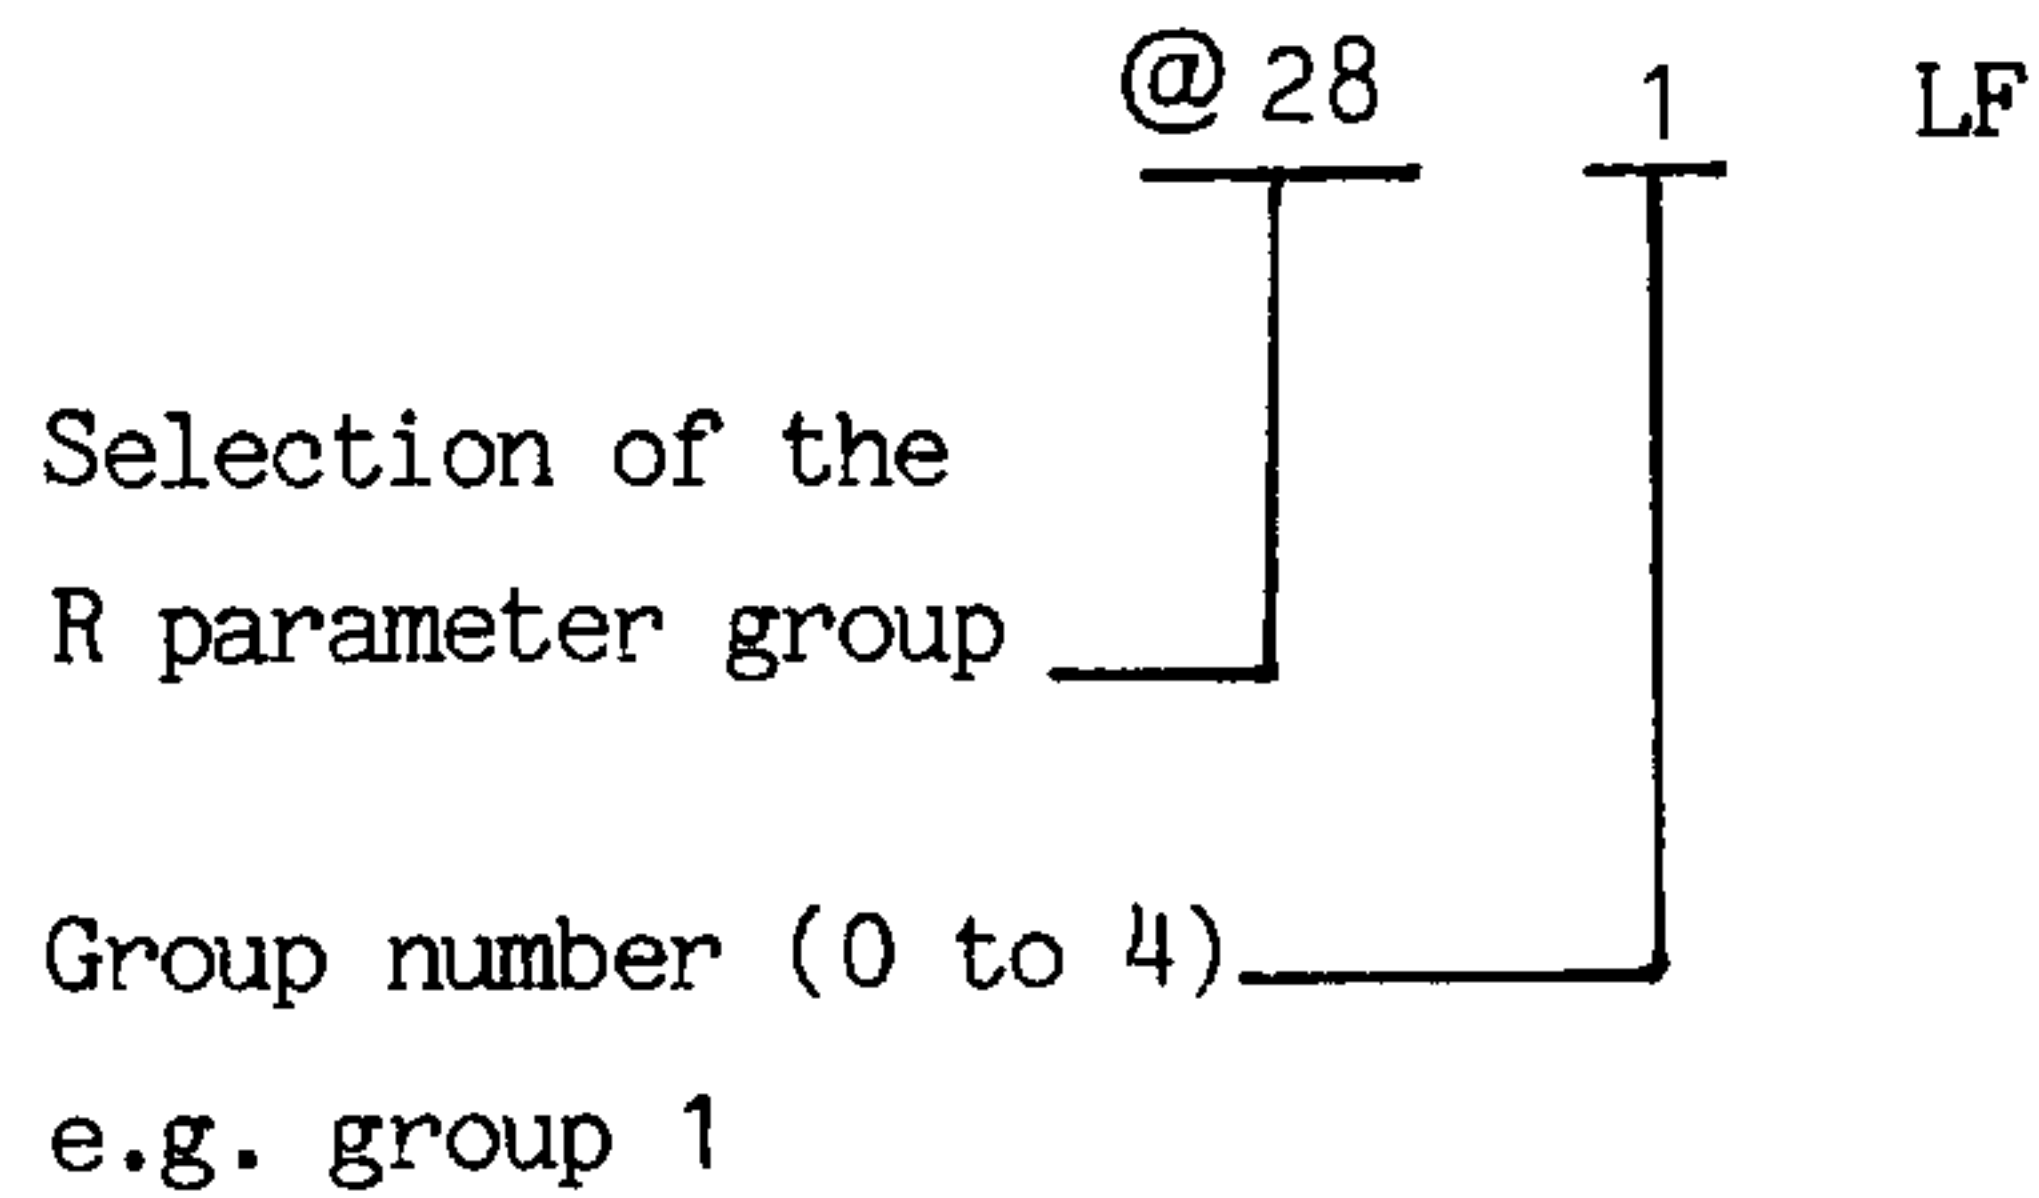 @ 28 1 LF
Selection of the
R parameter group
Group number (0 to 4)
e.g. group 1